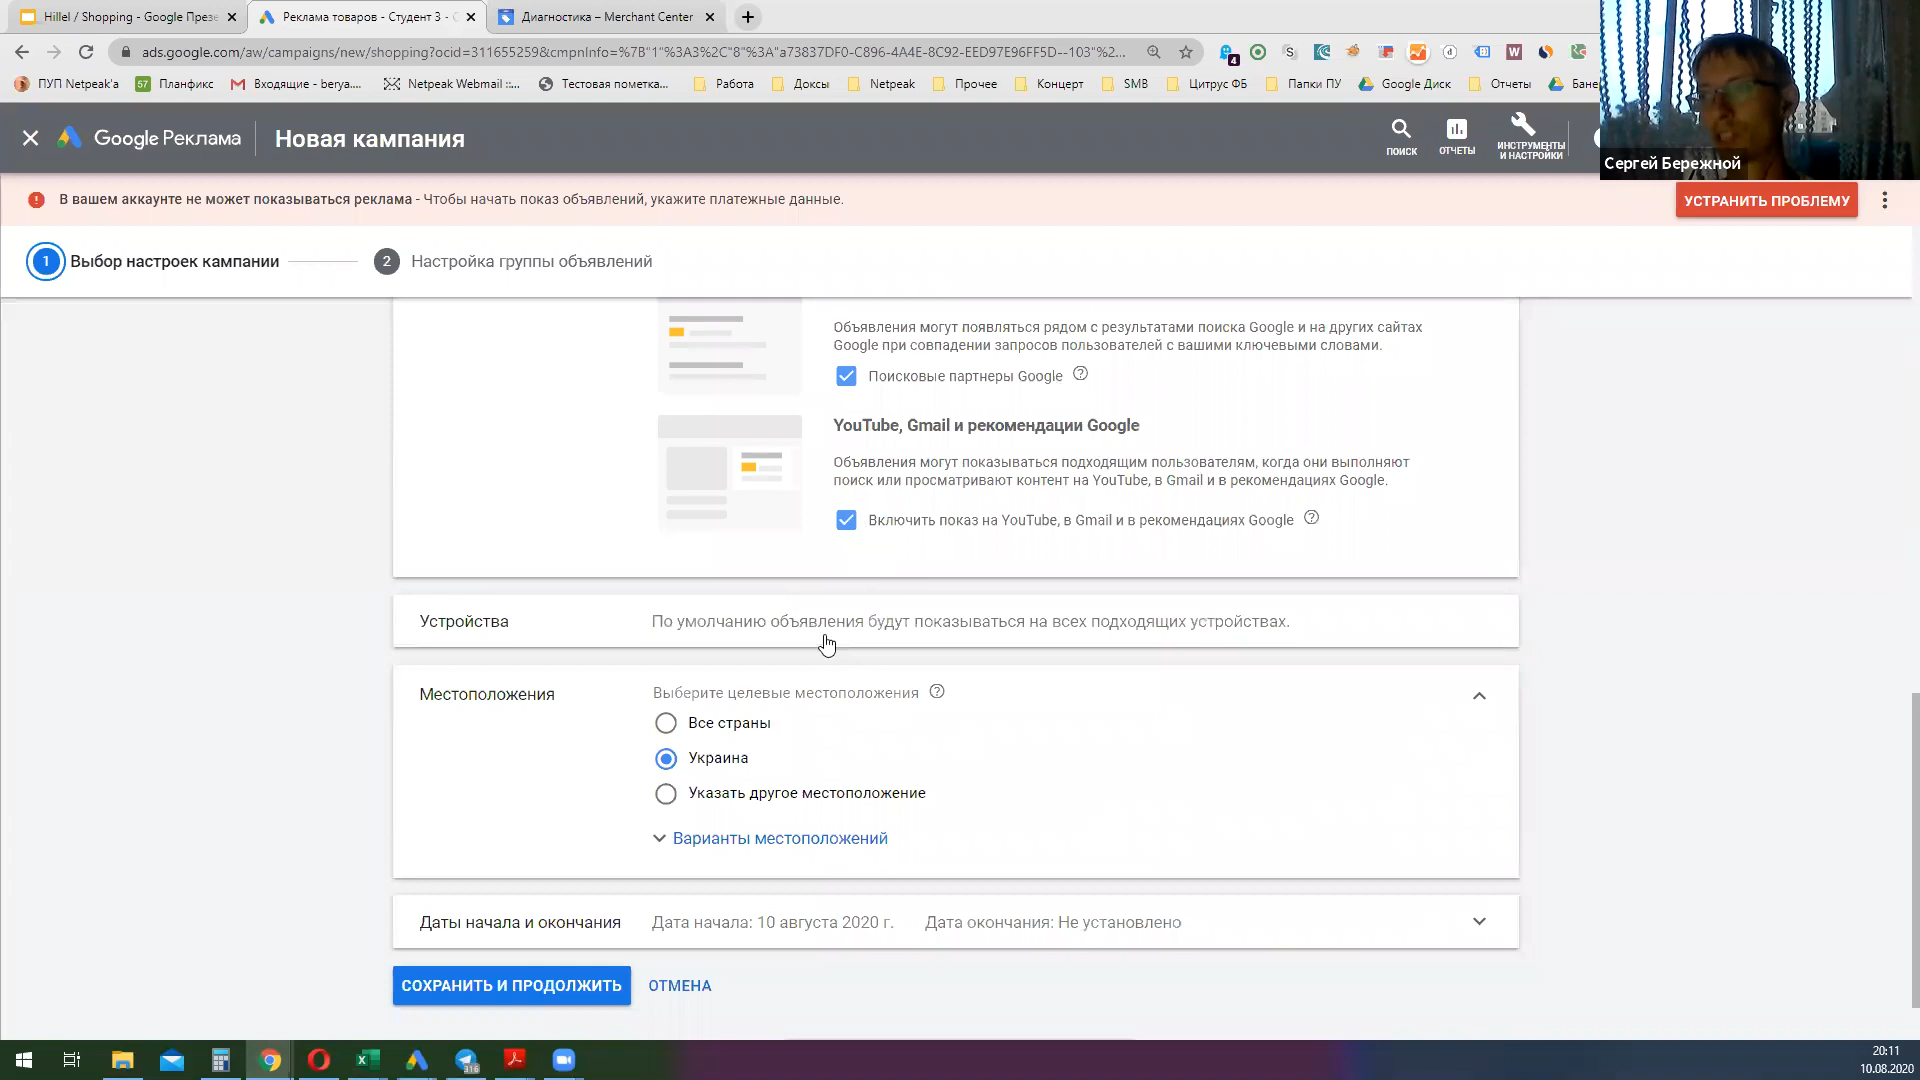 Hillel / Shopping - Google През
Реклама товаров - Студент 3 - G
Диагностика – Merchant Center
ads.google.com/aw/campaigns/new/shopping?ocid=311655259&cmpnInfo=%7B"1"%3A3%2C"8"%3A"a73837DF0-C896-4A4E-8C92-EED97E96FF5D--103"%2...
4
ПУП Netpeak'a
57
Планфикс
Входящие - berya....
Netpeak Webmail ::...
Тестовая пометка...
Работа
Доксы
Netpeak
Прочее
Концерт
SMB
Цитрус ФБ
Папки ПУ
Google Диск
Отчеты
Бане
Google Реклама
Новая кампания
ПОИСК
ОТЧЕТЫ
ИНСТРУМЕНТЫ
И НАСТРОЙКИ
Сергей Бережной
В вашем аккаунте не может показываться реклама - Чтобы начать показ объявлений, укажите платежные данные.
УСТРАНИТЬ ПРОБЛЕМУ
1 Выбор настроек кампании
2 Настройка группы объявлений
Объявления могут появляться рядом с результатами поиска Google и на других сайтах
Google при совпадении запросов пользователей с вашими ключевыми словами.
Поисковые партнеры Google
YouTube, Gmail и рекомендации Google
Объявления могут показываться подходящим пользователям, когда они выполняют
поиск или просматривают контент на YouTube, в Gmail и в рекомендациях Google.
Включить показ на YouTube, в Gmail и в рекомендациях Google
Устройства
По умолчанию объявления будут показываться на всех подходящих устройствах.
Местоположения
Выберите целевые местоположения
Все страны
Украина
Указать другое местоположение
Варианты местоположений
Даты начала и окончания
Дата начала: 10 августа 2020 г.
Дата окончания: Не установлено
СОХРАНИТЬ И ПРОДОЛЖИТЬ
ОТМЕНА
316
20:11
10.08.2020